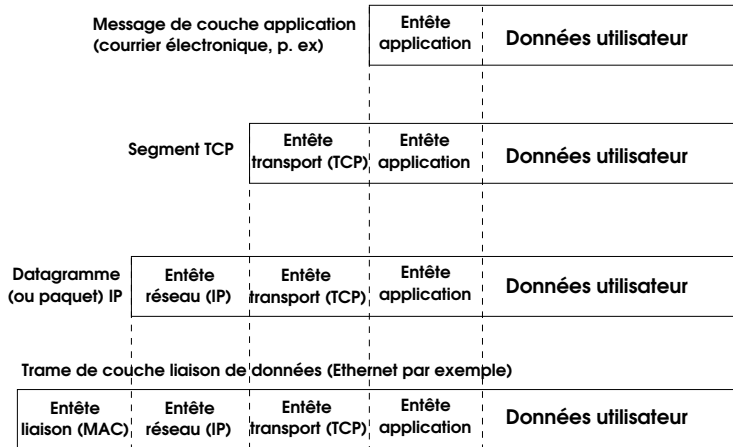 Message de couche application
(courrier électronique, p. ex)
Entête
application
Données utilisateur
Segment TCP
Entête
transport (TCP)
Entête
application
Données utilisateur
Datagramme
(ou paquet) IP
Entête
réseau (IP)
Entête
transport (TCP)
Entête
application
Données utilisateur
Trame de couche liaison de données (Ethernet par exemple)
Entête
liaison (MAC)
Entête
réseau (IP)
Entête
transport (TCP)
Entête
application
Données utilisateur